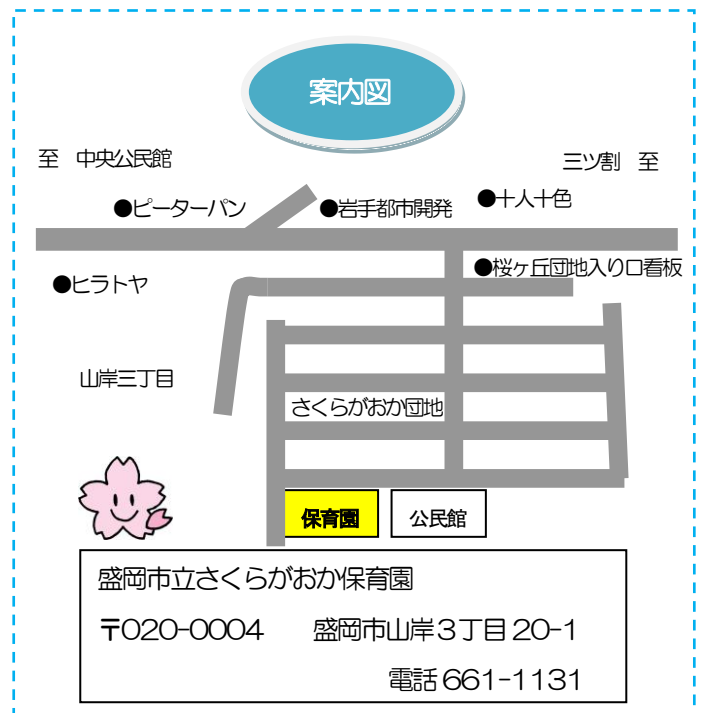 案内図
至 中央公民館
三ツ割 至
●ピーターパン
●岩手都市開発
●十人十色
●ヒラトヤ
●桜ヶ丘団地入り口看板
山岸三丁目
さくらがおか団地
保育園
公民館
盛岡市立さくらがおか保育園
〒020-0004 盛岡市山岸3丁目20-1
電話661-1131